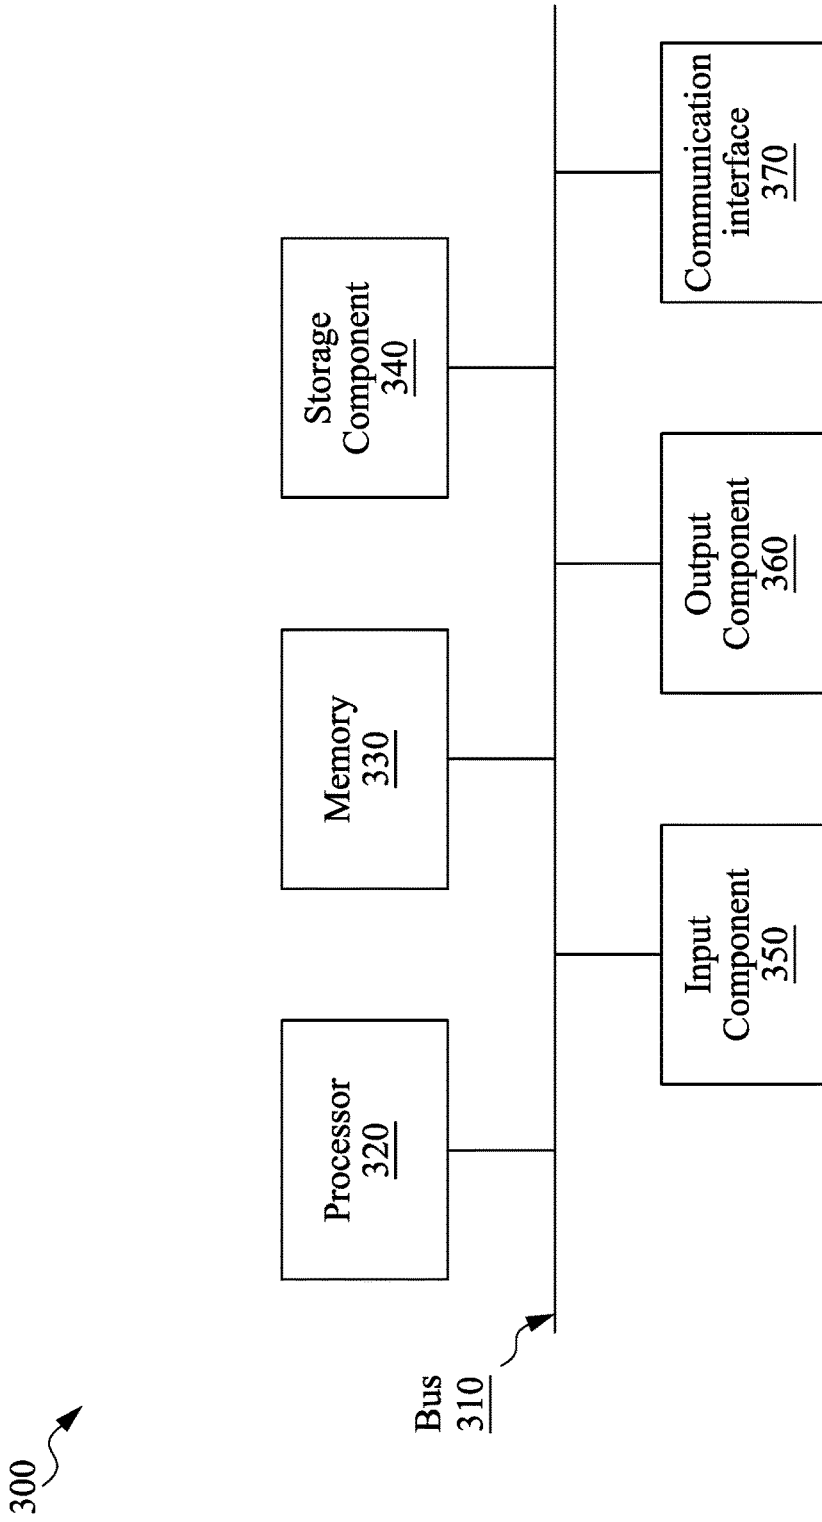 300
Processor
320
Memory
330
Storage
Component
340
Bus
310
Input
Component
350
Output
Component
360
Communication
interface
370